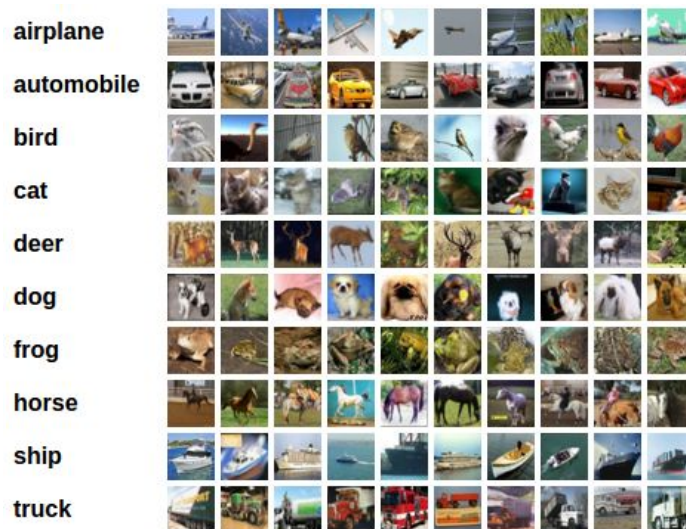 airplane
automobile
bird
cat
deer
dog
frog
horse
ship
truck